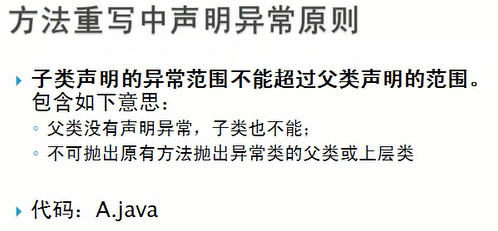 方法重写中声明异常原则
子类声明的异常范围不能超过父类声明的范围。
包含如下意思：
父类没有声明异常，子类也不能；
不可抛出原有方法抛出异常类的父类或上层类
代码：A.java